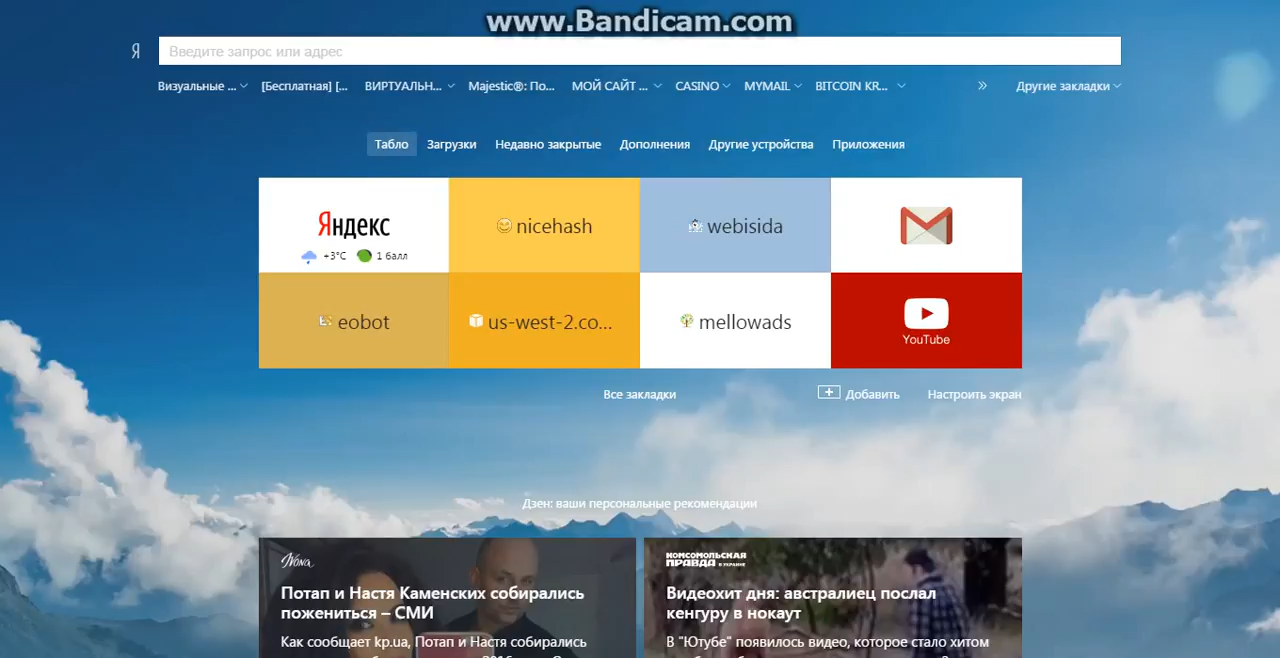 www.Bandicam.com
Я Введите запрос или адрес
Визуальные ... [Бесплатная] [... ВИРТУАЛЬН... Majestic®: По... МОЙ САЙТ ... CASINO MYMAIL BITCOIN KR... » Другие закладки
Табло Загрузки Недавно закрытые Дополнения Другие устройства Приложения
Яндекс nicehash webisida
+3°C 1 балл
eobot us-west-2.co... mellowads YouTube
Все закладки Добавить Настроить экран
Дзен: ваши персональные рекомендации
Ivona
Потап и Настя Каменских собирались
пожениться – СМИ
Как сообщает kp.ua, Потап и Настя собирались
КОМСОМОЛЬСКАЯ
ПРАВДА В УКРАИНЕ
Видеохит дня: австралиец послал
кенгуру в нокаут
В "Ютубе" появилось видео, которое стало хитом